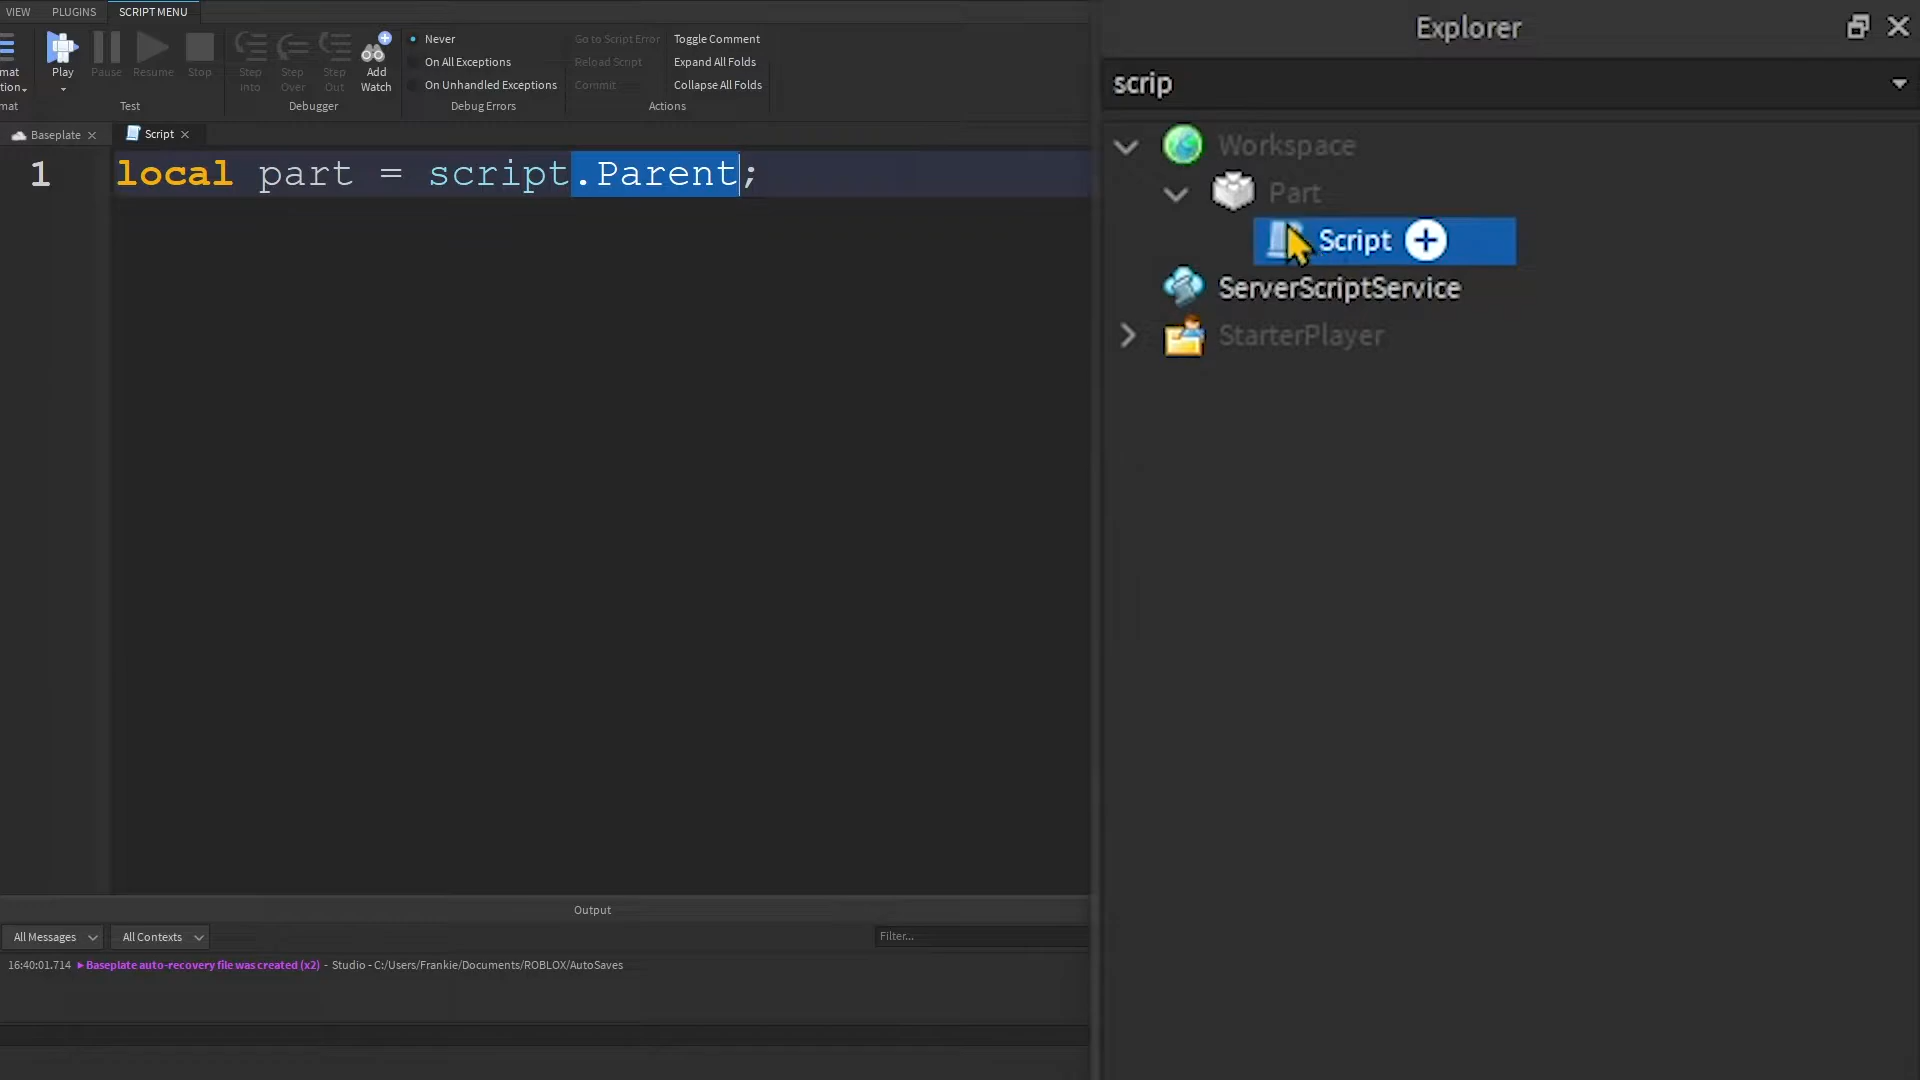 VIEW PLUGINS SCRIPT MENU
mat
tion
mat
Play Pause Resume Stop
Test
Step Into Step Over Step Out Add Watch
Debugger
Never
On All Exceptions
On Unhandled Exceptions
Debug Errors
Go to Script Error Toggle Comment
Reload Script Expand All Folds
Commit Collapse All Folds
Actions
Baseplate Script
1 local part = script.Parent;
Output
All Messages All Contexts Filter...
16:40:01.714 Baseplate auto-recovery file was created (x2) - Studio - C:/Users/Frankie/Documents/ROBLOX/AutoSaves
Explorer
scrip
Workspace
Part
Script
ServerScriptService
StarterPlayer